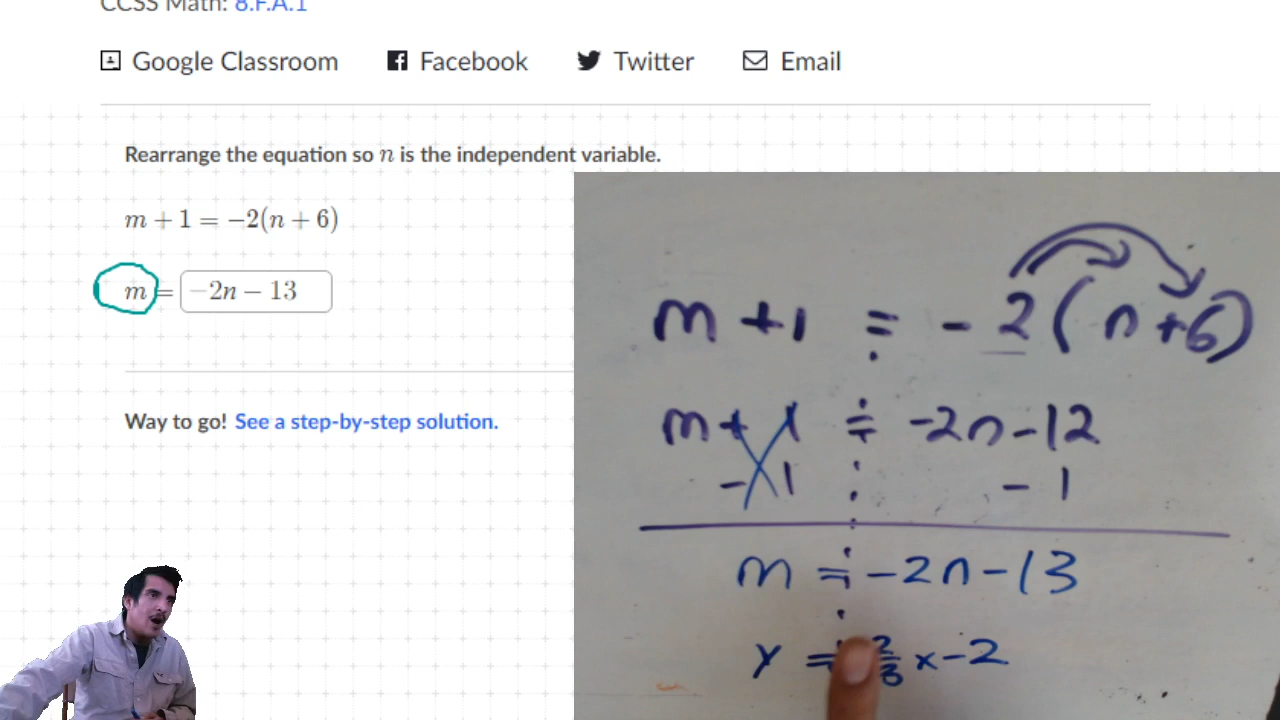 CCSS Math: 8.F.A.1
Google Classroom Facebook Twitter Email
Rearrange the equation so n is the independent variable.
m + 1 = −2(n + 6)
m = −2n − 13
Way to go! See a step-by-step solution.
m + 1 = - 2 ( n + 6)
m + 1 = -2n - 12
- 1 - 1
m = -2n - 13
y = 2/3 x - 2